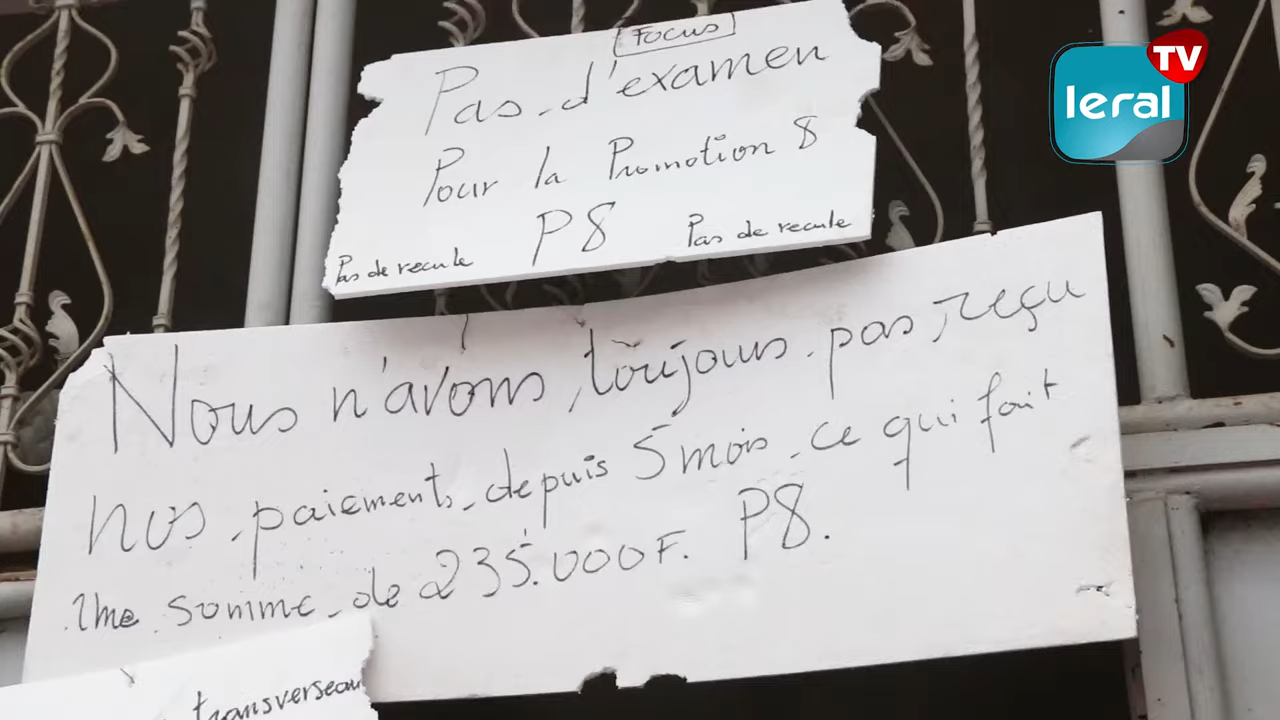 Focus
Pas d'examen
Pour la Promotion 8
P8
Pas de recule
Pas de recule
leral
TV
Nous n'avons toujours pas reçu
nos paiements depuis 5 mois ce qui fait
une somme de 235.000F. P8.
transverseau